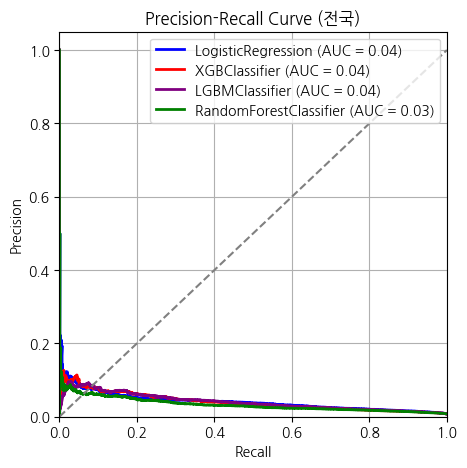 Precision-Recall Curve (전국)
LogisticRegression (AUC = 0.04)
XGBClassifier (AUC = 0.04)
LGBMClassifier (AUC = 0.04)
RandomForestClassifier (AUC = 0.03)
Precision
1.0
0.8
0.6
0.4
0.2
0.0
0.0 0.2 0.4 0.6 0.8 1.0
Recall